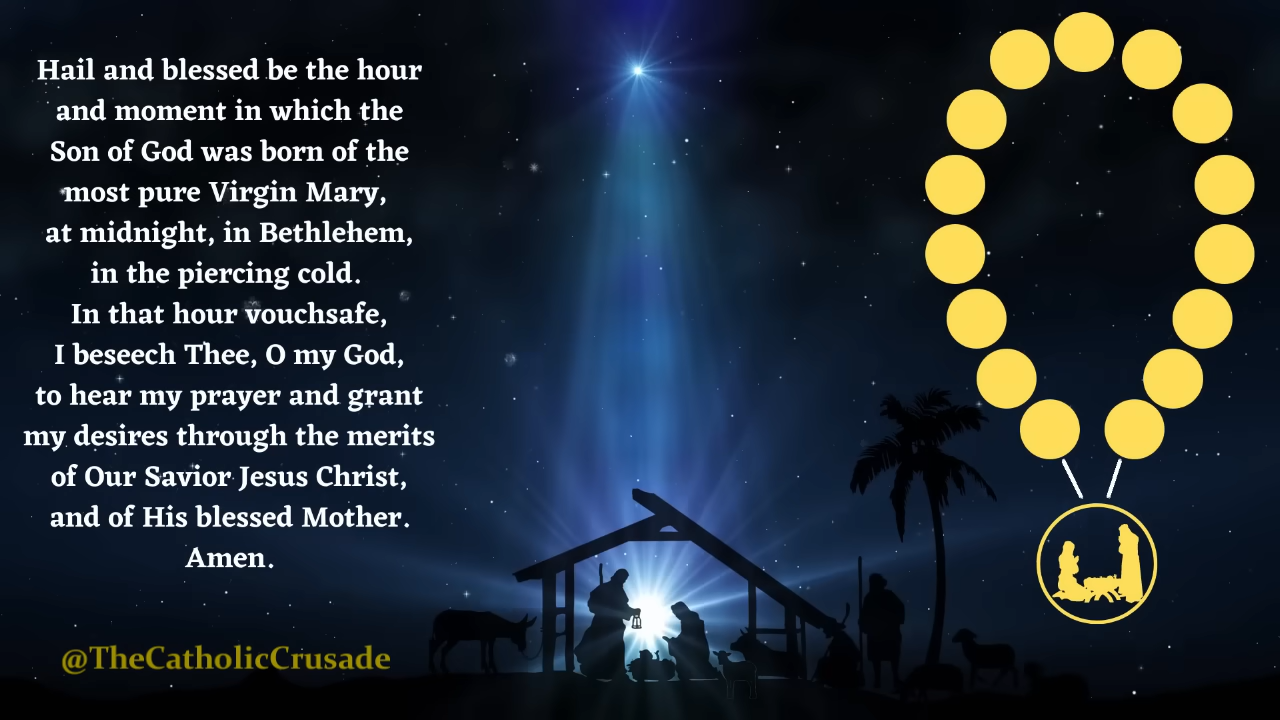 Hail and blessed be the hour
and moment in which the
Son of God was born of the
most pure Virgin Mary,
at midnight, in Bethlehem,
in the piercing cold.
In that hour vouchsafe,
I beseech Thee, O my God,
to hear my prayer and grant
my desires through the merits
of Our Savior Jesus Christ,
and of His blessed Mother.
Amen.
@TheCatholicCrusade